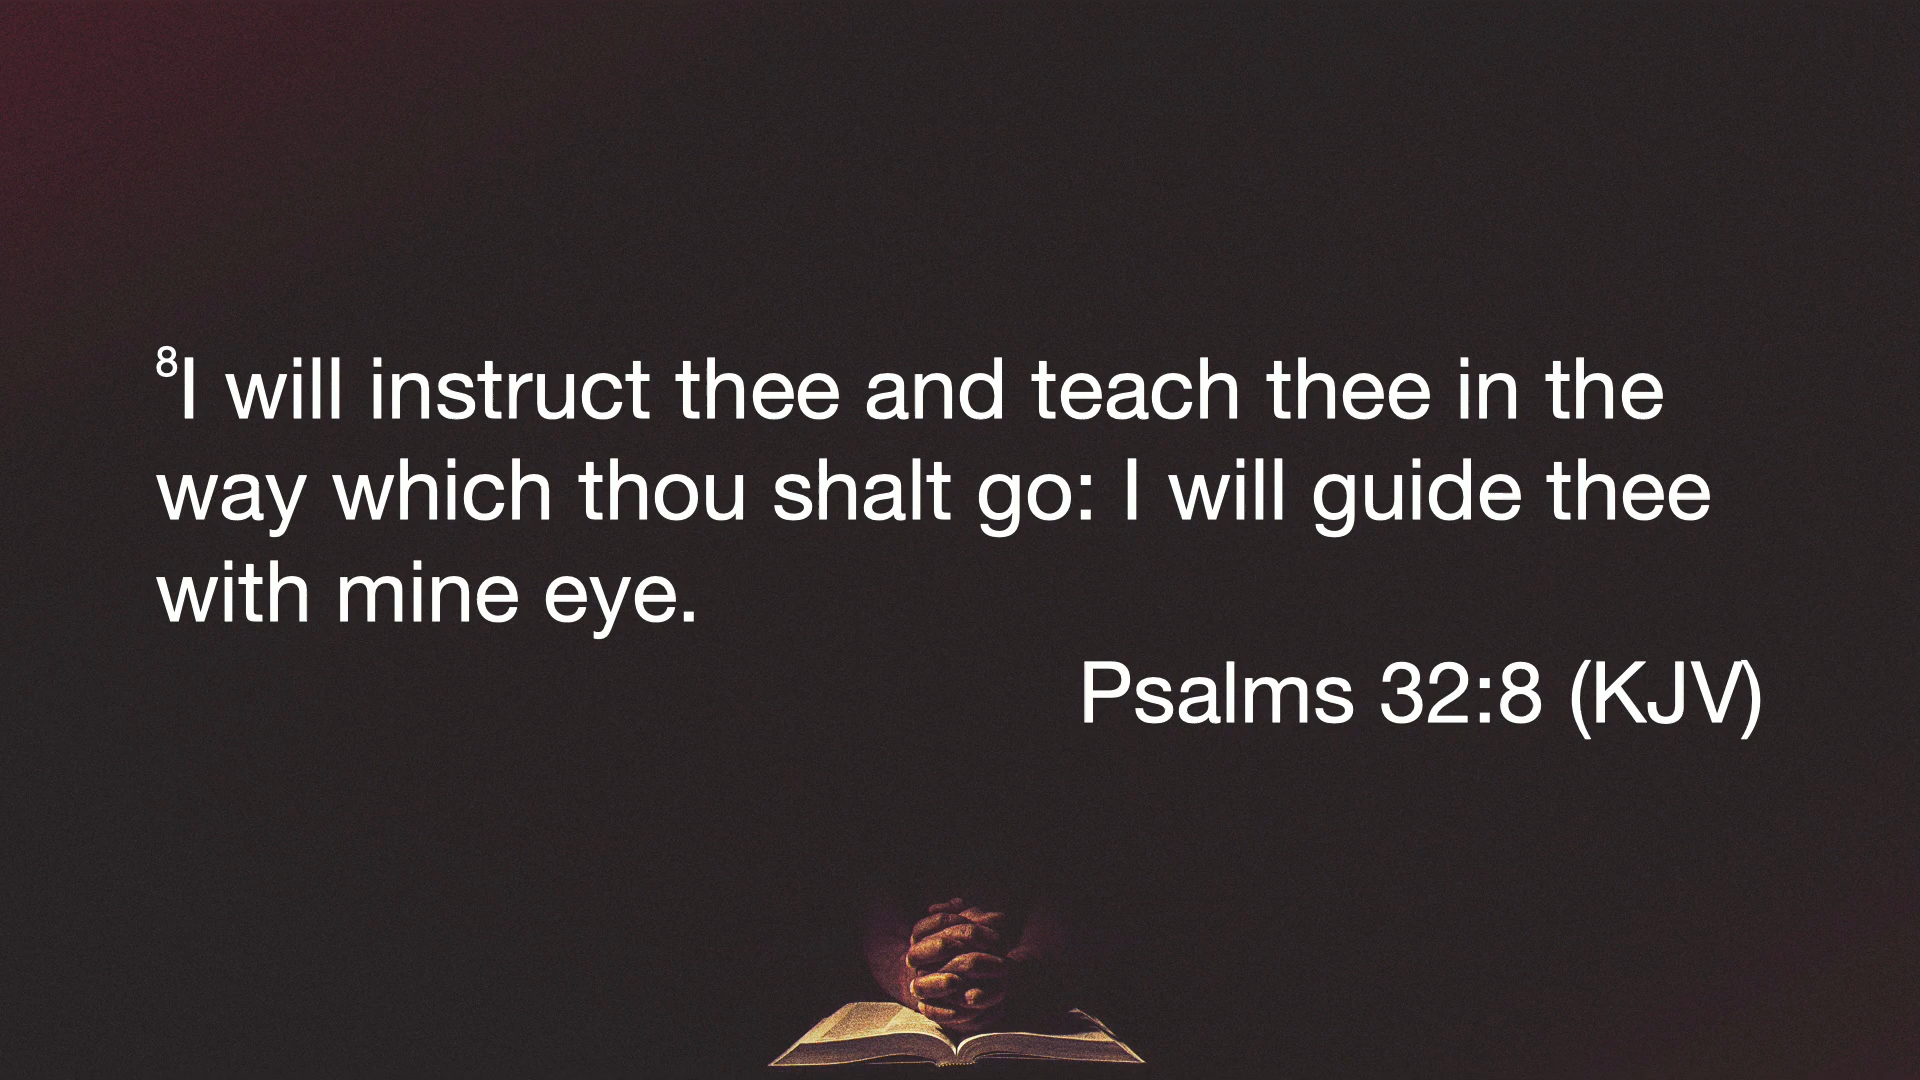 ⁸I will instruct thee and teach thee in the
way which thou shalt go: I will guide thee
with mine eye.
Psalms 32:8 (KJV)